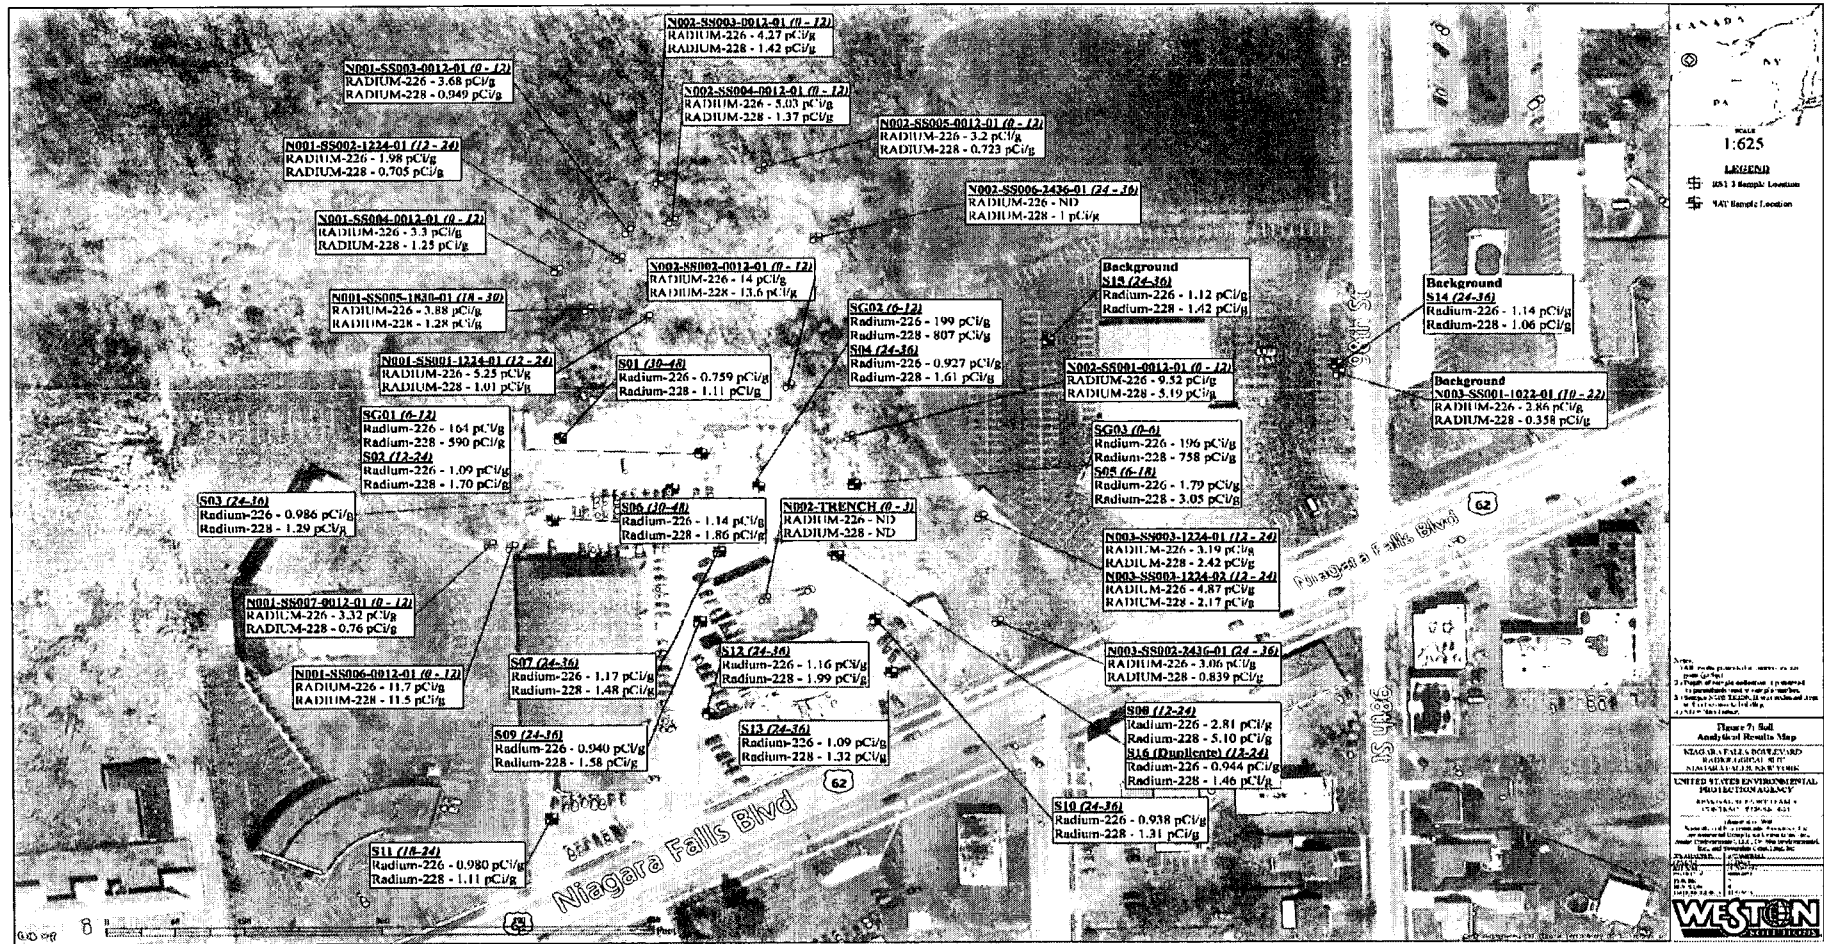 N002-SS003-0012-01 (0 - 12)
RADIUM-226 - 4.27 pCi/g
RADIUM-228 - 1.42 pCi/g
N001-SS003-0012-01 (0 - 12)
RADIUM-226 - 3.68 pCi/g
RADIUM-228 - 0.949 pCi/g
N002-SS004-0012-01 (0 - 12)
RADIUM-226 - 5.03 pCi/g
RADIUM-228 - 1.37 pCi/g
N002-SS005-0012-01 (0 - 12)
RADIUM-226 - 3.2 pCi/g
RADIUM-228 - 0.723 pCi/g
N001-SS002-1224-01 (12 - 24)
RADIUM-226 - 1.98 pCi/g
RADIUM-228 - 0.705 pCi/g
N002-SS006-2436-01 (24 - 36)
RADIUM-226 - ND
RADIUM-228 - 1 pCi/g
N001-SS004-0012-01 (0 - 12)
RADIUM-226 - 3.3 pCi/g
RADIUM-228 - 1.25 pCi/g
N002-SS002-0012-01 (0 - 12)
RADIUM-226 - 14 pCi/g
RADIUM-228 - 13.6 pCi/g
Background
S15 (24-36)
Radium-226 - 1.12 pCi/g
Radium-228 - 1.42 pCi/g
Background
S14 (24-36)
Radium-226 - 1.14 pCi/g
Radium-228 - 1.06 pCi/g
N001-SS005-1830-01 (18 - 30)
RADIUM-226 - 3.88 pCi/g
RADIUM-228 - 1.28 pCi/g
SG02 (6-12)
Radium-226 - 199 pCi/g
Radium-228 - 807 pCi/g
S04 (24-36)
Radium-226 - 0.927 pCi/g
Radium-228 - 1.61 pCi/g
N001-SS001-1224-01 (12 - 24)
RADIUM-226 - 5.25 pCi/g
RADIUM-228 - 1.01 pCi/g
S01 (30-48)
Radium-226 - 0.759 pCi/g
Radium-228 - 1.11 pCi/g
N002-SS001-0012-01 (0 - 12)
RADIUM-226 - 9.52 pCi/g
RADIUM-228 - 5.19 pCi/g
Background
N003-SS001-1022-01 (10 - 22)
RADIUM-226 - 2.86 pCi/g
RADIUM-228 - 0.358 pCi/g
SG01 (6-12)
Radium-226 - 164 pCi/g
Radium-228 - 590 pCi/g
S02 (12-24)
Radium-226 - 1.09 pCi/g
Radium-228 - 1.70 pCi/g
SG03 (0-6)
Radium-226 - 196 pCi/g
Radium-228 - 758 pCi/g
S05 (6-18)
Radium-226 - 1.79 pCi/g
Radium-228 - 3.05 pCi/g
S03 (24-36)
Radium-226 - 0.986 pCi/g
Radium-228 - 1.29 pCi/g
S06 (30-48)
Radium-226 - 1.14 pCi/g
Radium-228 - 1.86 pCi/g
N002-TRENCH (0 - 3)
RADIUM-226 - ND
RADIUM-228 - ND
N003-SS003-1224-01 (12 - 24)
RADIUM-226 - 3.19 pCi/g
RADIUM-228 - 2.42 pCi/g
N003-SS003-1224-02 (12 - 24)
RADIUM-226 - 4.87 pCi/g
RADIUM-228 - 2.17 pCi/g
N001-SS007-0012-01 (0 - 12)
RADIUM-226 - 3.32 pCi/g
RADIUM-228 - 0.76 pCi/g
N001-SS006-0012-01 (0 - 12)
RADIUM-226 - 11.7 pCi/g
RADIUM-228 - 11.5 pCi/g
S07 (24-36)
Radium-226 - 1.17 pCi/g
Radium-228 - 1.48 pCi/g
S12 (24-36)
Radium-226 - 1.16 pCi/g
Radium-228 - 1.99 pCi/g
N003-SS002-2436-01 (24 - 36)
RADIUM-226 - 3.06 pCi/g
RADIUM-228 - 0.839 pCi/g
S09 (24-36)
Radium-226 - 0.940 pCi/g
Radium-228 - 1.58 pCi/g
S13 (24-36)
Radium-226 - 1.09 pCi/g
Radium-228 - 1.32 pCi/g
S08 (12-24)
Radium-226 - 2.81 pCi/g
Radium-228 - 5.10 pCi/g
S16 (Duplicate) (12-24)
Radium-226 - 0.944 pCi/g
Radium-228 - 1.46 pCi/g
S10 (24-36)
Radium-226 - 0.938 pCi/g
Radium-228 - 1.31 pCi/g
S11 (18-24)
Radium-226 - 0.980 pCi/g
Radium-228 - 1.11 pCi/g
98th St
62
Niagara Falls Blvd
98th St
62
Niagara Falls Blvd
Feet
CANADA
NY
PA
SCALE
1:625
LEGEND
RST 2 Sample Location
TAT Sample Location
Figure 7: Soil
Analytical Results Map
NIAGARA FALLS BOULEVARD
RADIOLOGICAL SITE
NIAGARA FALLS, NEW YORK
UNITED STATES ENVIRONMENTAL
PROTECTION AGENCY
WESTON
SOLUTIONS